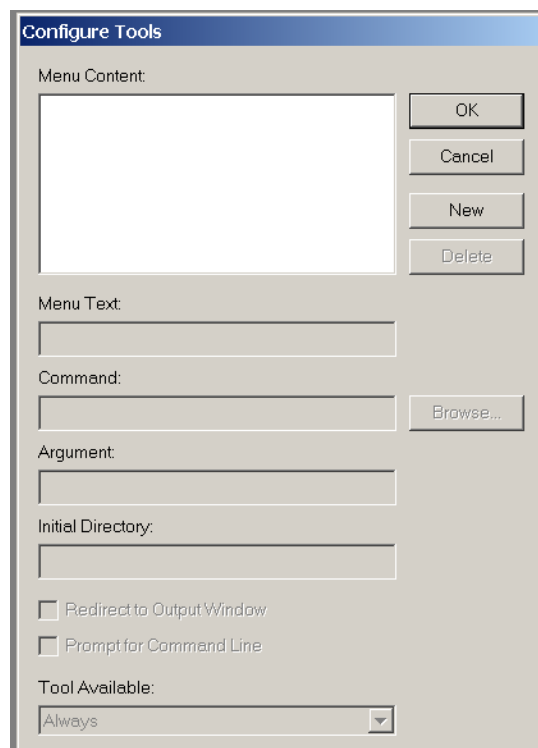 Configure Tools
Menu Content:
OK
Cancel
New
Delete
Menu Text:
Command:
Browse...
Argument:
Initial Directory:
Redirect to Output Window
Prompt for Command Line
Tool Available:
Always